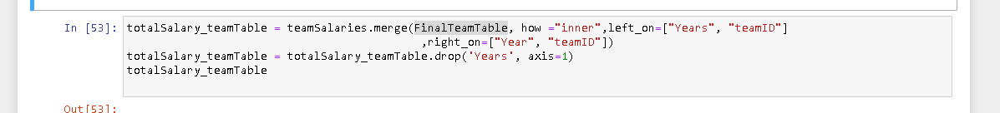 In [53]: totalSalary_teamTable = teamSalaries.merge(FinalTeamTable, how ="inner",left_on=["Years", "teamID"]
,right_on=["Year", "teamID"])
totalSalary_teamTable = totalSalary_teamTable.drop('Years', axis=1)
totalSalary_teamTable
Out[53]: